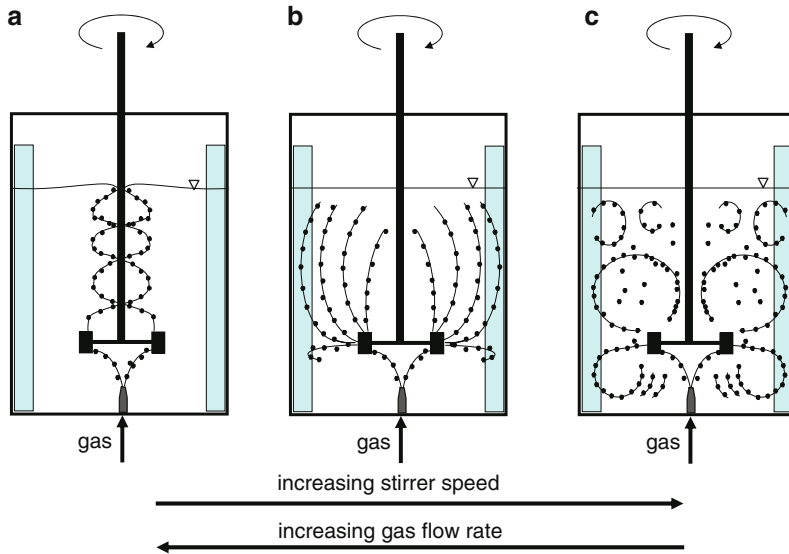 a
b
c
gas
gas
gas
increasing stirrer speed
increasing gas flow rate